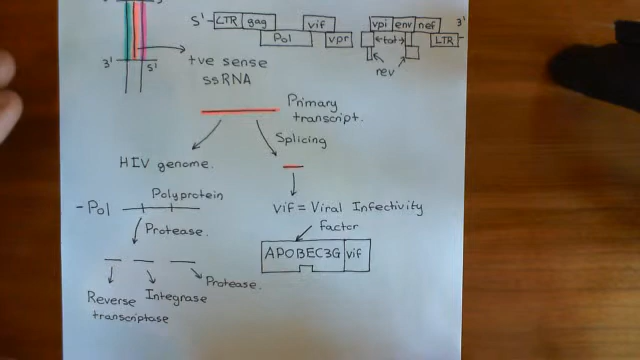 5' LTR gag vif vpi env nef 3'
Pol vpr tat LTR
rev
3' 5'
+ve sense
ssRNA
Primary
transcript.
Splicing
HIV genome.
Polyprotein
-Pol
Protease.
vif = Viral Infectivity
factor
APOBEC3G vif
Protease.
Reverse Integrase
transcriptase